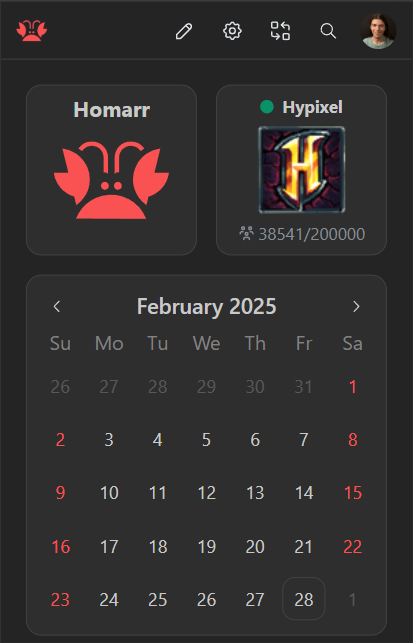 Homarr
Hypixel
H
38541/200000
February 2025
Su Mo Tu We Th Fr Sa
26 27 28 29 30 31 1
2 3 4 5 6 7 8
9 10 11 12 13 14 15
16 17 18 19 20 21 22
23 24 25 26 27 28 1